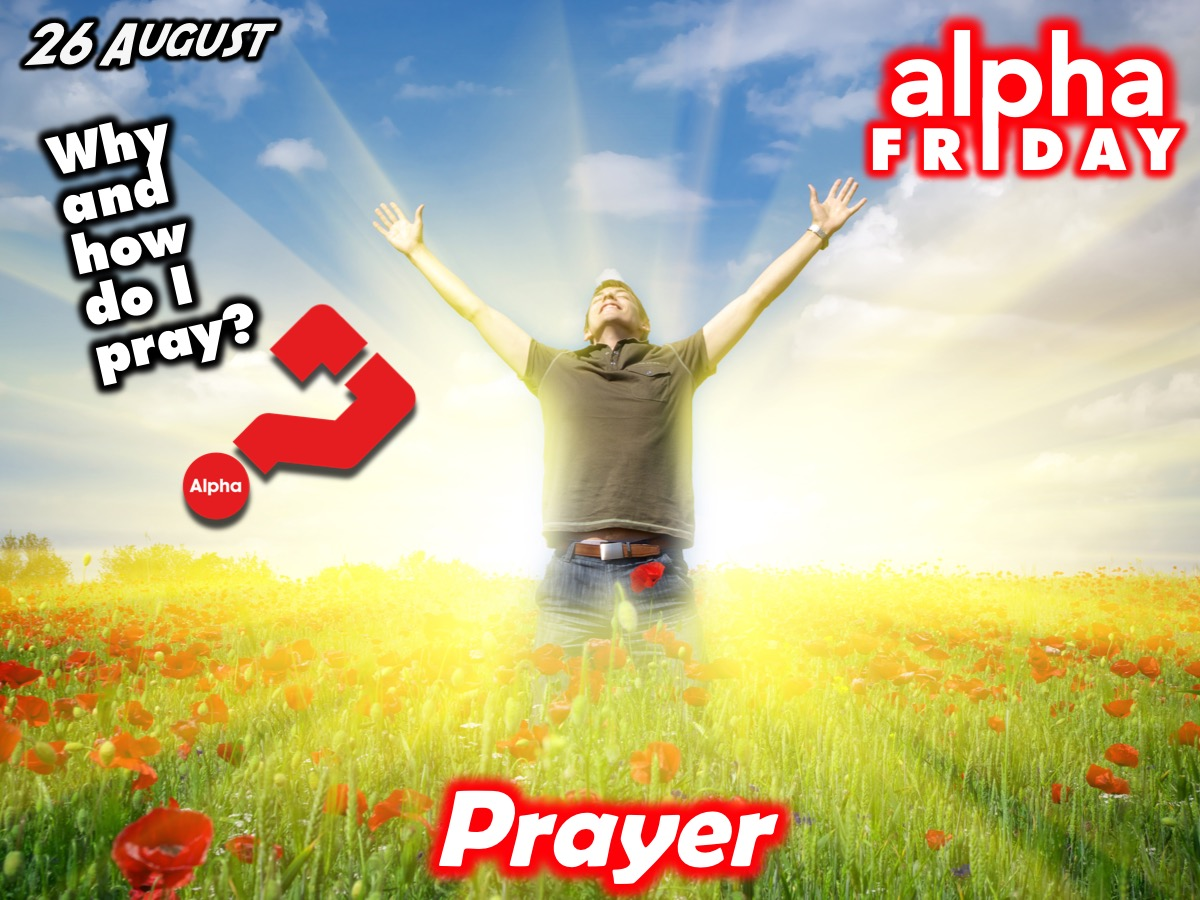 26 August
alpha
FRIDAY
Why
and
how
do I
pray?
Alpha
Prayer